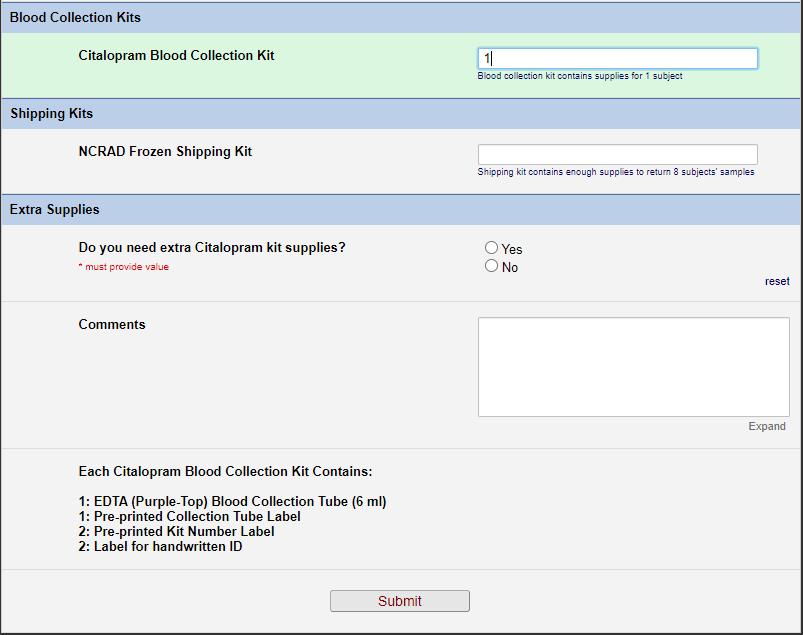 Blood Collection Kits
Citalopram Blood Collection Kit
1
Blood collection kit contains supplies for 1 subject
Shipping Kits
NCRAD Frozen Shipping Kit
Shipping kit contains enough supplies to return 8 subjects' samples
Extra Supplies
Do you need extra Citalopram kit supplies?
* must provide value
Yes
No
reset
Comments
Expand
Each Citalopram Blood Collection Kit Contains:
1: EDTA (Purple-Top) Blood Collection Tube (6 ml)
1: Pre-printed Collection Tube Label
2: Pre-printed Kit Number Label
2: Label for handwritten ID
Submit